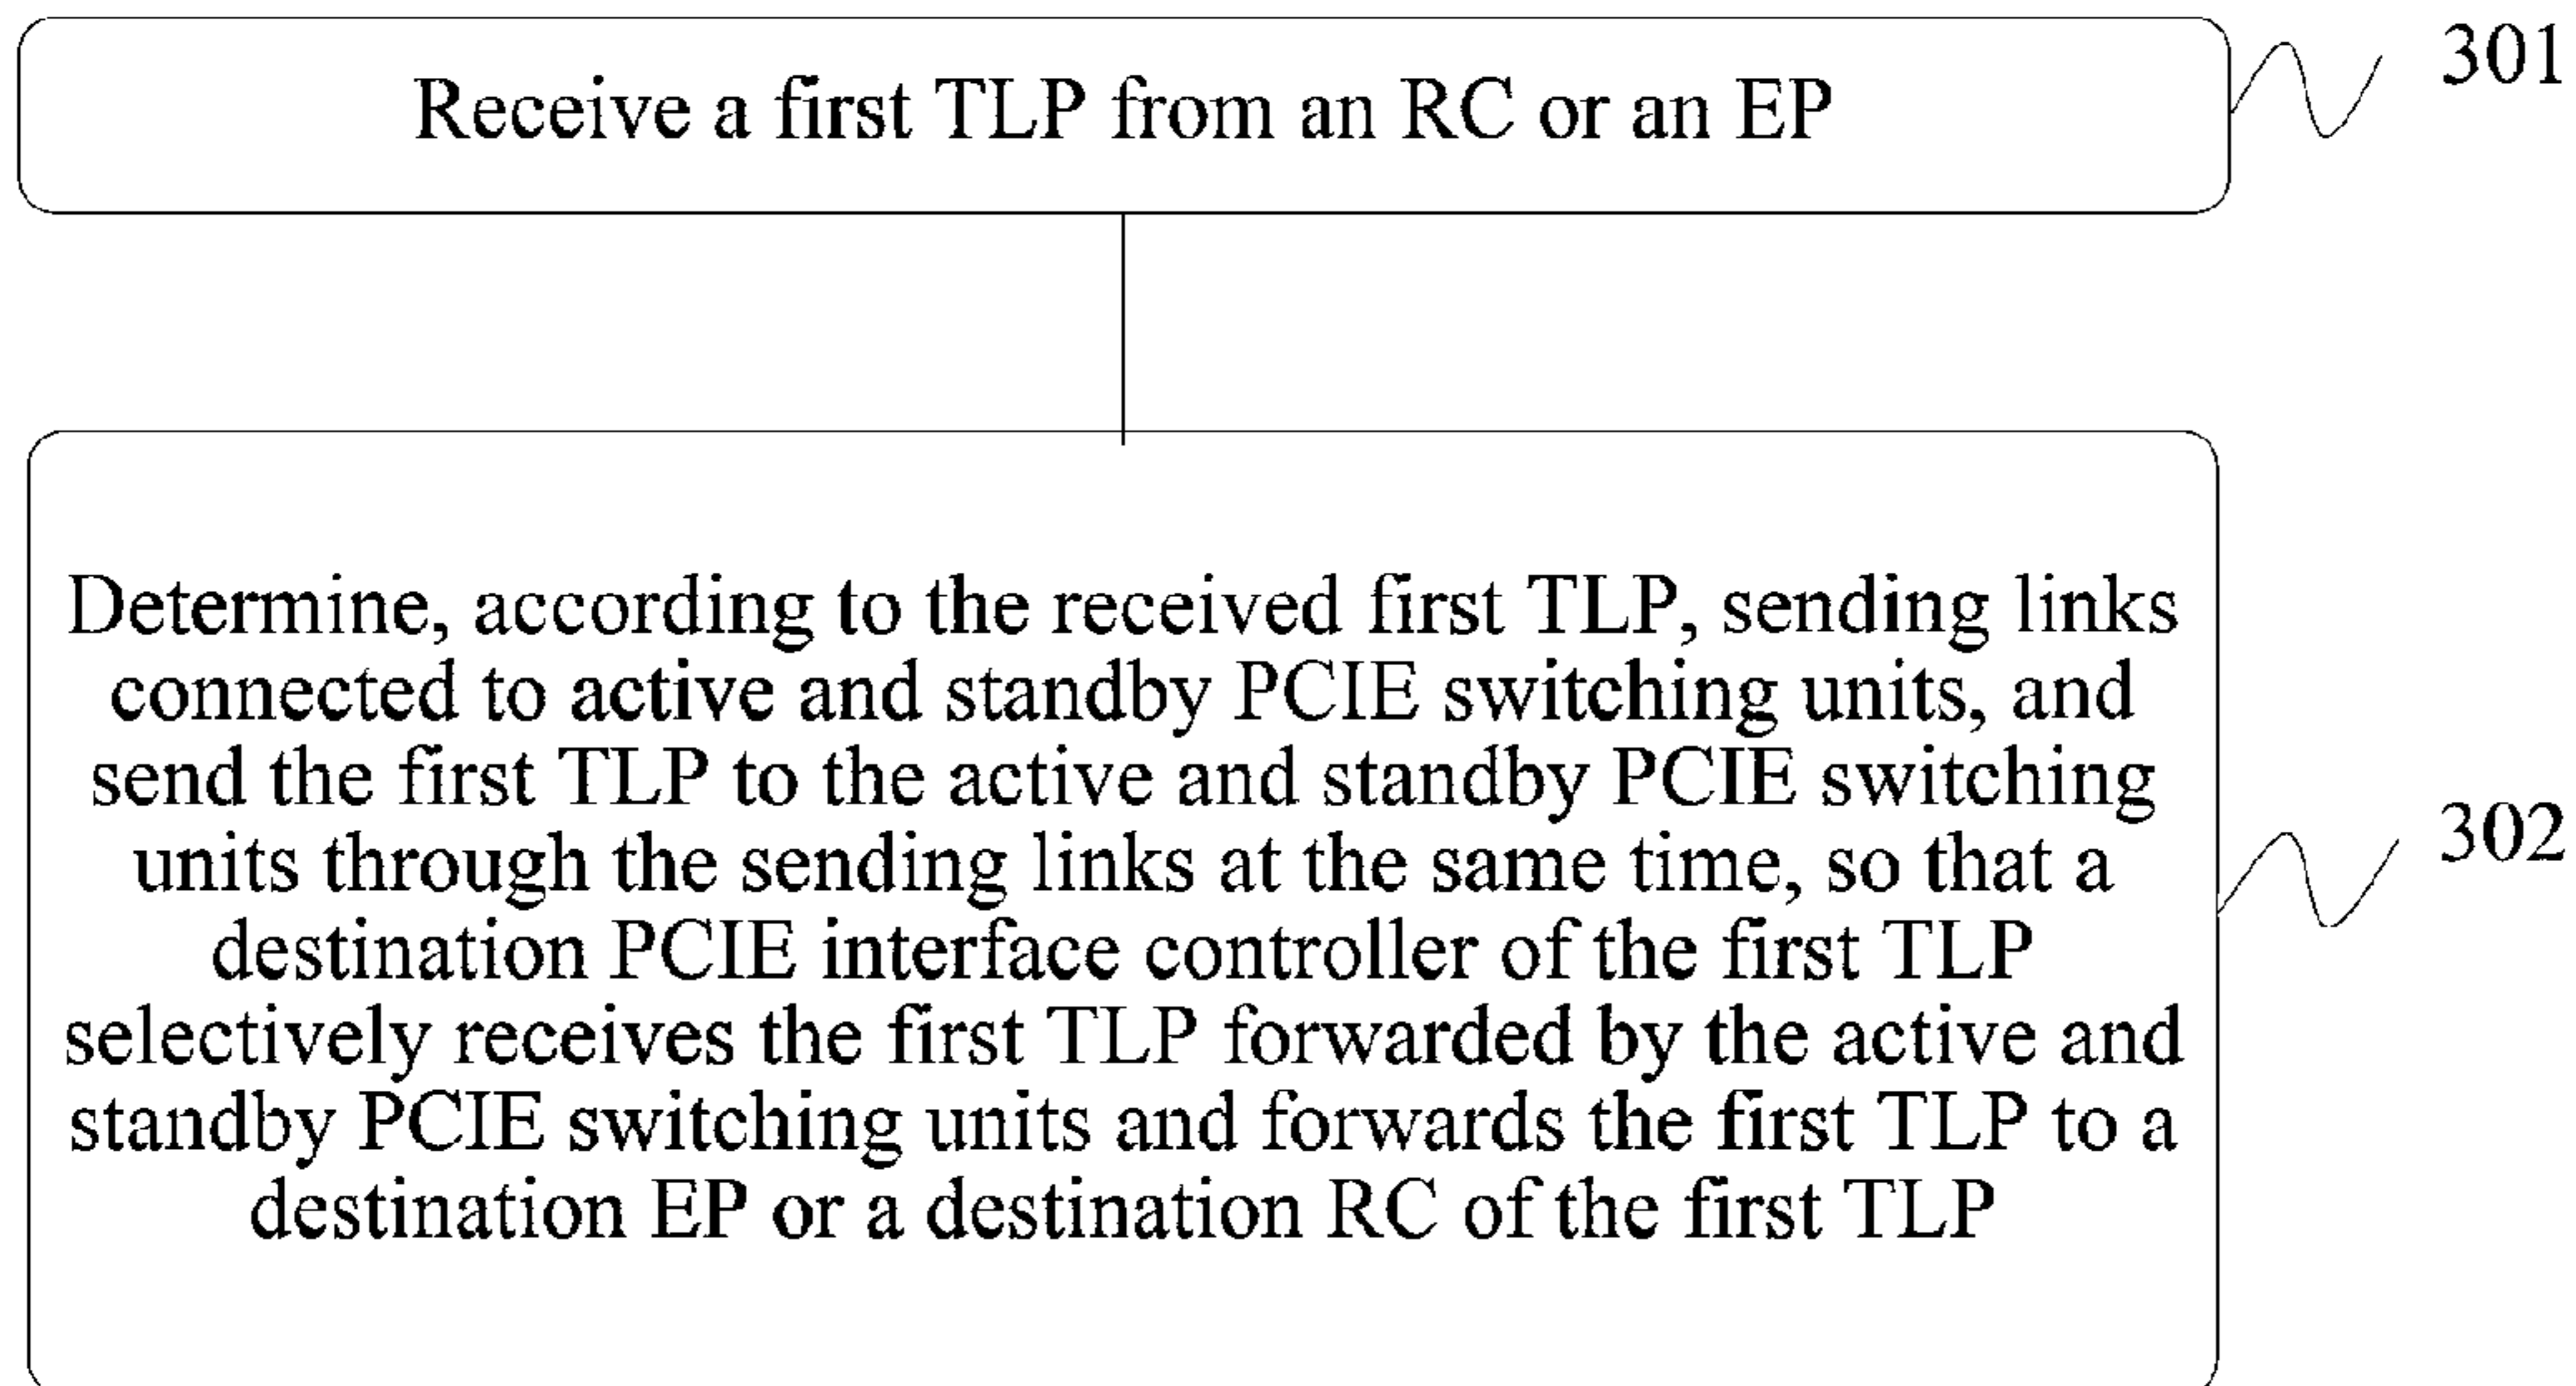 Receive a first TLP from an RC or an EP
301
Determine, according to the received first TLP, sending links
connected to active and standby PCIE switching units, and
send the first TLP to the active and standby PCIE switching
units through the sending links at the same time, so that a
destination PCIE interface controller of the first TLP
selectively receives the first TLP forwarded by the active and
standby PCIE switching units and forwards the first TLP to a
destination EP or a destination RC of the first TLP
302